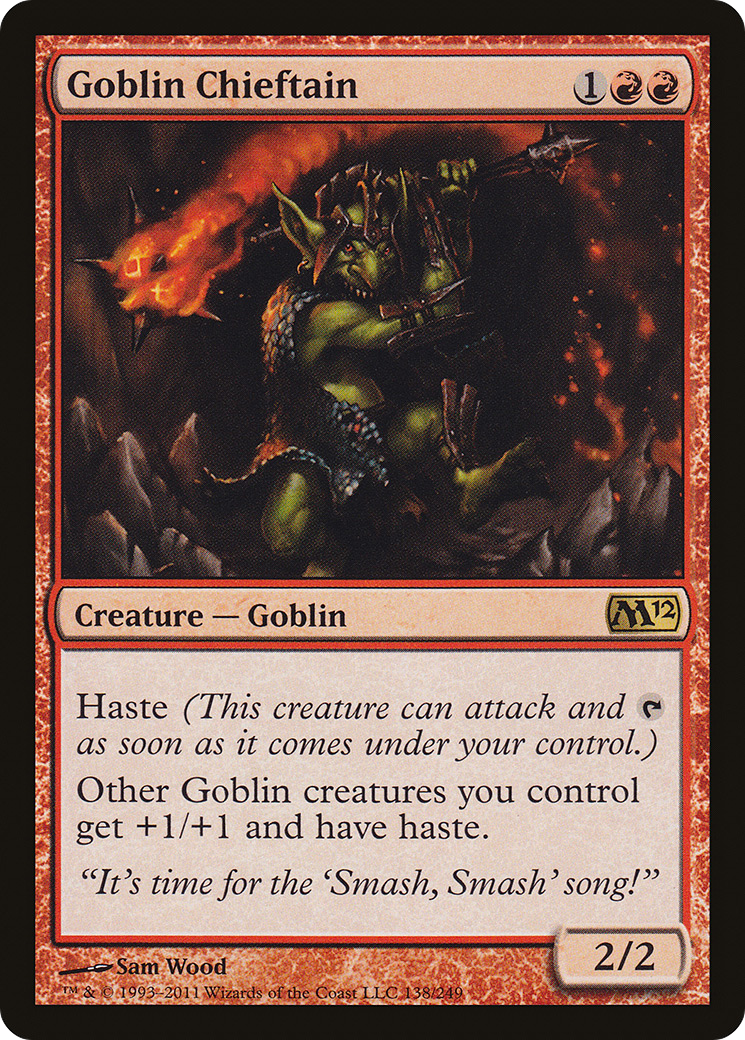 Goblin Chieftain 1
Creature — Goblin M12
Haste (This creature can attack and
as soon as it comes under your control.)
Other Goblin creatures you control
get +1/+1 and have haste.
“It’s time for the ‘Smash, Smash’ song!”
2/2
Sam Wood
™ & © 1993–2011 Wizards of the Coast LLC 138/249